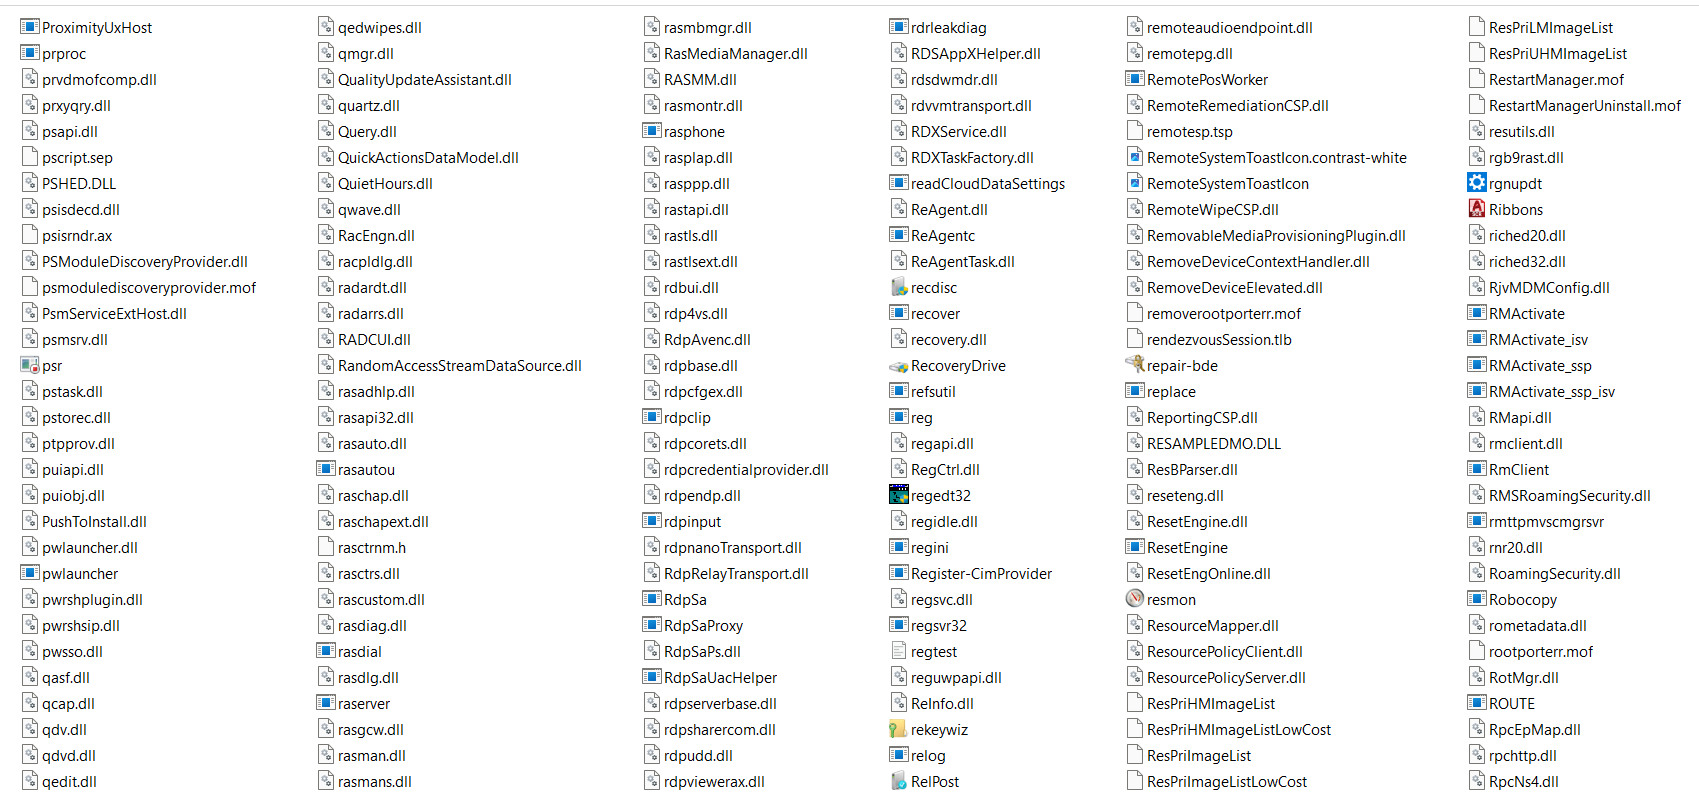 ProximityUxHost
prproc
prvdmofcomp.dll
prxyqry.dll
psapi.dll
pscript.sep
PSHED.DLL
psisdecd.dll
psisrndr.ax
PSModuleDiscoveryProvider.dll
psmodulediscoveryprovider.mof
PsmServiceExtHost.dll
psmsrv.dll
psr
pstask.dll
pstorec.dll
ptpprov.dll
puiapi.dll
puiobj.dll
PushToInstall.dll
pwlauncher.dll
pwlauncher
pwrshplugin.dll
pwrshsip.dll
pwsso.dll
qasf.dll
qcap.dll
qdv.dll
qdvd.dll
qedit.dll
qedwipes.dll
qmgr.dll
QualityUpdateAssistant.dll
quartz.dll
Query.dll
QuickActionsDataModel.dll
QuietHours.dll
qwave.dll
RacEngn.dll
racpldlg.dll
radardt.dll
radarrs.dll
RADCUI.dll
RandomAccessStreamDataSource.dll
rasadhlp.dll
rasapi32.dll
rasauto.dll
rasautou
raschap.dll
raschapext.dll
rasctrnm.h
rasctrs.dll
rascustom.dll
rasdiag.dll
rasdial
rasdlg.dll
raserver
rasgcw.dll
rasman.dll
rasmans.dll
rasmbmgr.dll
RasMediaManager.dll
RASMM.dll
rasmontr.dll
rasphone
rasplap.dll
rasppp.dll
rastapi.dll
rastls.dll
rastlsext.dll
rdbui.dll
rdp4vs.dll
RdpAvenc.dll
rdpbase.dll
rdpcfgex.dll
rdpclip
rdpcorets.dll
rdpcredentialprovider.dll
rdpendp.dll
rdpinput
rdpnanoTransport.dll
RdpRelayTransport.dll
RdpSa
RdpSaProxy
RdpSaPs.dll
RdpSaUacHelper
rdpserverbase.dll
rdpsharercom.dll
rdpudd.dll
rdpviewerax.dll
rdrleakdiag
RDSAppXHelper.dll
rdsdwmdr.dll
rdvvmtransport.dll
RDXService.dll
RDXTaskFactory.dll
readCloudDataSettings
ReAgent.dll
ReAgentc
ReAgentTask.dll
recdisc
recover
recovery.dll
RecoveryDrive
refsutil
reg
regapi.dll
RegCtrl.dll
regedt32
regidle.dll
regini
Register-CimProvider
regsvc.dll
regsvr32
regtest
reguwpapi.dll
ReInfo.dll
rekeywiz
relog
RelPost
remoteaudioendpoint.dll
remotepg.dll
RemotePosWorker
RemoteRemediationCSP.dll
remotesp.tsp
RemoteSystemToastIcon.contrast-white
RemoteSystemToastIcon
RemoteWipeCSP.dll
RemovableMediaProvisioningPlugin.dll
RemoveDeviceContextHandler.dll
RemoveDeviceElevated.dll
removerootporterr.mof
rendezvousSession.tlb
repair-bde
replace
ReportingCSP.dll
RESAMPLEDMO.DLL
ResBParser.dll
reseteng.dll
ResetEngine.dll
ResetEngine
ResetEngOnline.dll
resmon
ResourceMapper.dll
ResourcePolicyClient.dll
ResourcePolicyServer.dll
ResPriHMImageList
ResPriHMImageListLowCost
ResPriImageList
ResPriImageListLowCost
ResPriLMImageList
ResPriUHMImageList
RestartManager.mof
RestartManagerUninstall.mof
resutils.dll
rgb9rast.dll
rgnupdt
Ribbons
riched20.dll
riched32.dll
RjvMDMConfig.dll
RMActivate
RMActivate_isv
RMActivate_ssp
RMActivate_ssp_isv
RMapi.dll
rmclient.dll
RmClient
RMSRoamingSecurity.dll
rmttpmvscmgrsvr
rnr20.dll
RoamingSecurity.dll
Robocopy
rometadata.dll
rootporterr.mof
RotMgr.dll
ROUTE
RpcEpMap.dll
rpchttp.dll
RpcNs4.dll